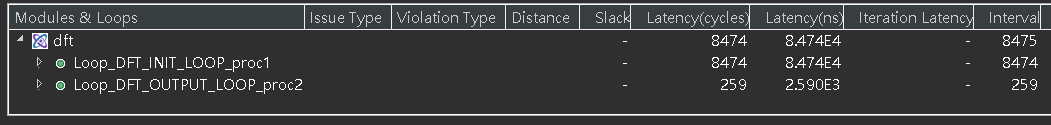 Modules & Loops Issue Type Violation Type Distance Slack Latency(cycles) Latency(ns) Iteration Latency Interval
dft - 8474 8.474E4 - 8475
Loop_DFT_INIT_LOOP_proc1 - 8474 8.474E4 - 8474
Loop_DFT_OUTPUT_LOOP_proc2 - 259 2.590E3 - 259